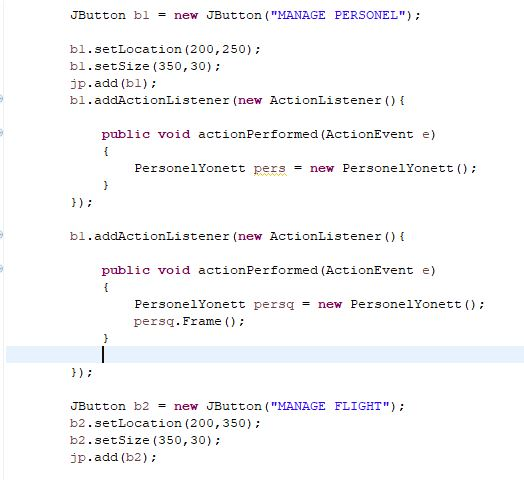 JButton b1 = new JButton("MANAGE PERSONEL");
b1.setLocation(200,250);
b1.setSize(350,30);
jp.add(b1);
b1.addActionListener(new ActionListener(){
public void actionPerformed(ActionEvent e)
{
PersonelYonett pers = new PersonelYonett();
}
});
b1.addActionListener(new ActionListener(){
public void actionPerformed(ActionEvent e)
{
PersonelYonett persq = new PersonelYonett();
persq.Frame();
}
});
JButton b2 = new JButton("MANAGE FLIGHT");
b2.setLocation(200,350);
b2.setSize(350,30);
jp.add(b2);